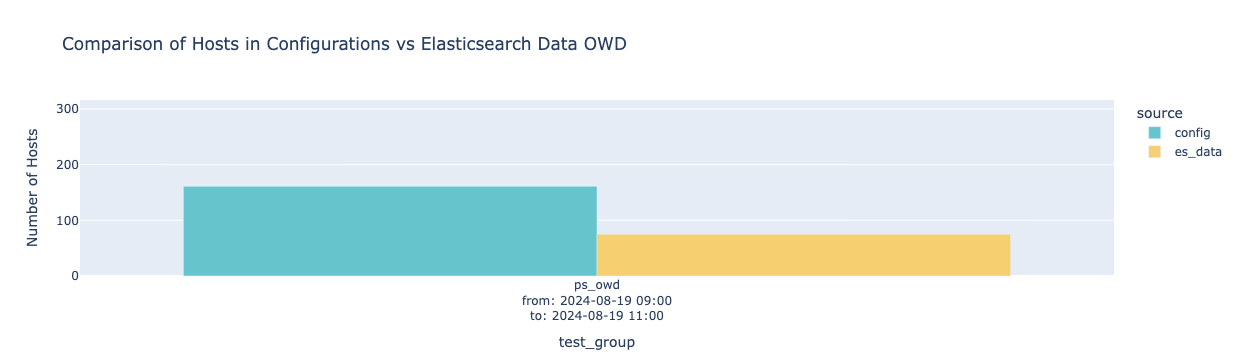 Comparison of Hosts in Configurations vs Elasticsearch Data OWD
Number of Hosts
300
200
100
0
ps_owd
from: 2024-08-19 09:00
to: 2024-08-19 11:00
test_group
source
config
es_data